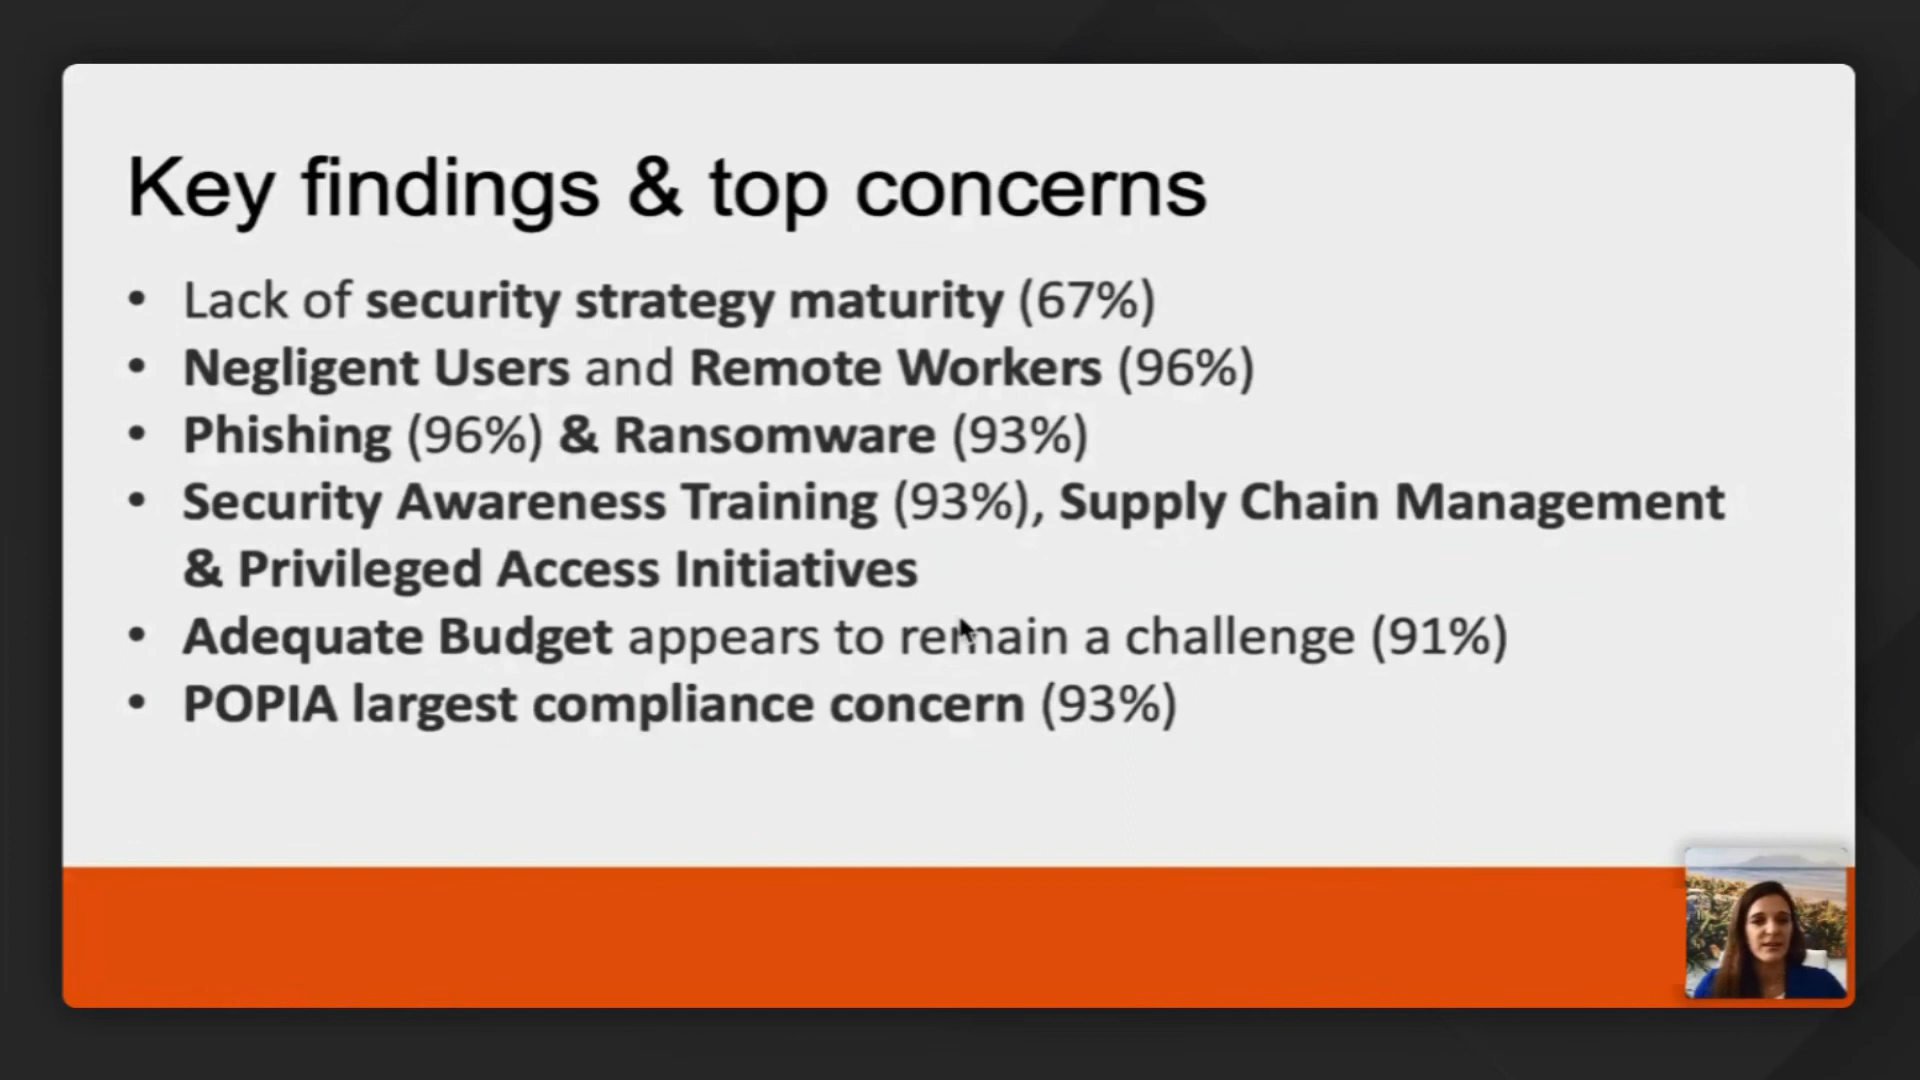 Key findings & top concerns
• Lack of security strategy maturity (67%)
• Negligent Users and Remote Workers (96%)
• Phishing (96%) & Ransomware (93%)
• Security Awareness Training (93%), Supply Chain Management
& Privileged Access Initiatives
• Adequate Budget appears to remain a challenge (91%)
• POPIA largest compliance concern (93%)